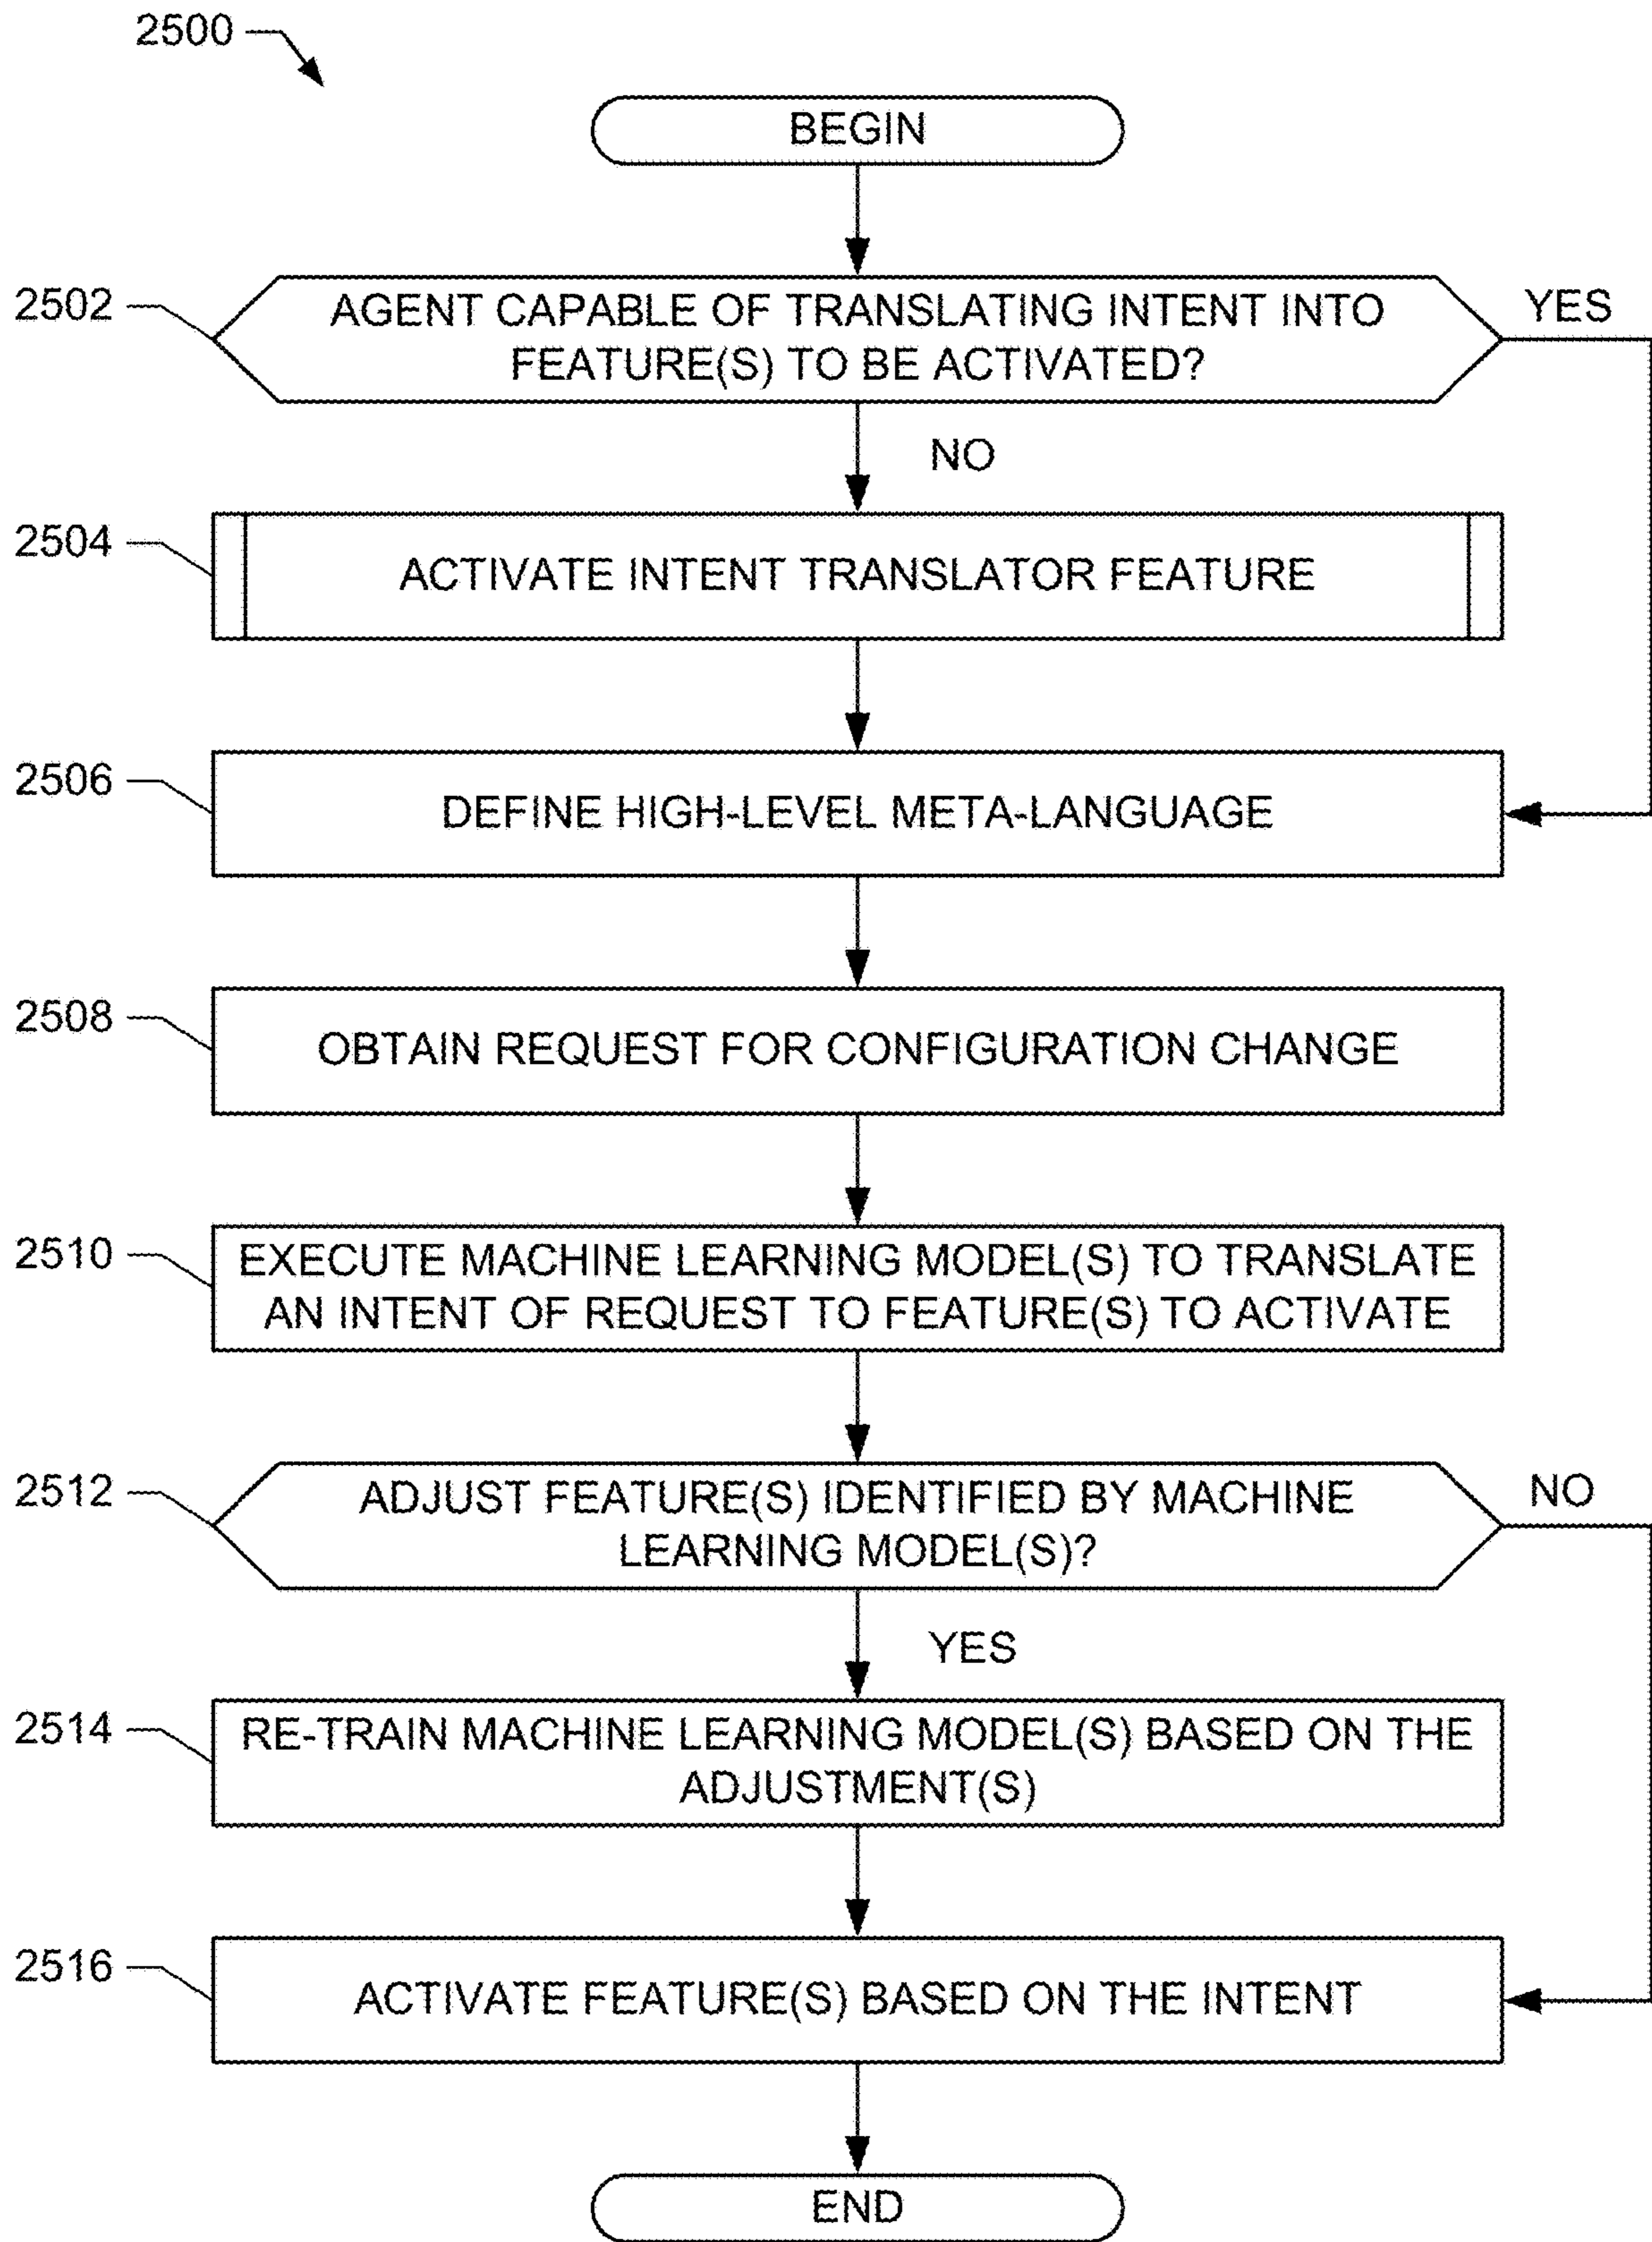 2500
BEGIN
2502
AGENT CAPABLE OF TRANSLATING INTENT INTO
FEATURE(S) TO BE ACTIVATED?
YES
NO
2504
ACTIVATE INTENT TRANSLATOR FEATURE
2506
DEFINE HIGH-LEVEL META-LANGUAGE
2508
OBTAIN REQUEST FOR CONFIGURATION CHANGE
2510
EXECUTE MACHINE LEARNING MODEL(S) TO TRANSLATE
AN INTENT OF REQUEST TO FEATURE(S) TO ACTIVATE
2512
ADJUST FEATURE(S) IDENTIFIED BY MACHINE
LEARNING MODEL(S)?
NO
YES
2514
RE-TRAIN MACHINE LEARNING MODEL(S) BASED ON THE
ADJUSTMENT(S)
2516
ACTIVATE FEATURE(S) BASED ON THE INTENT
END